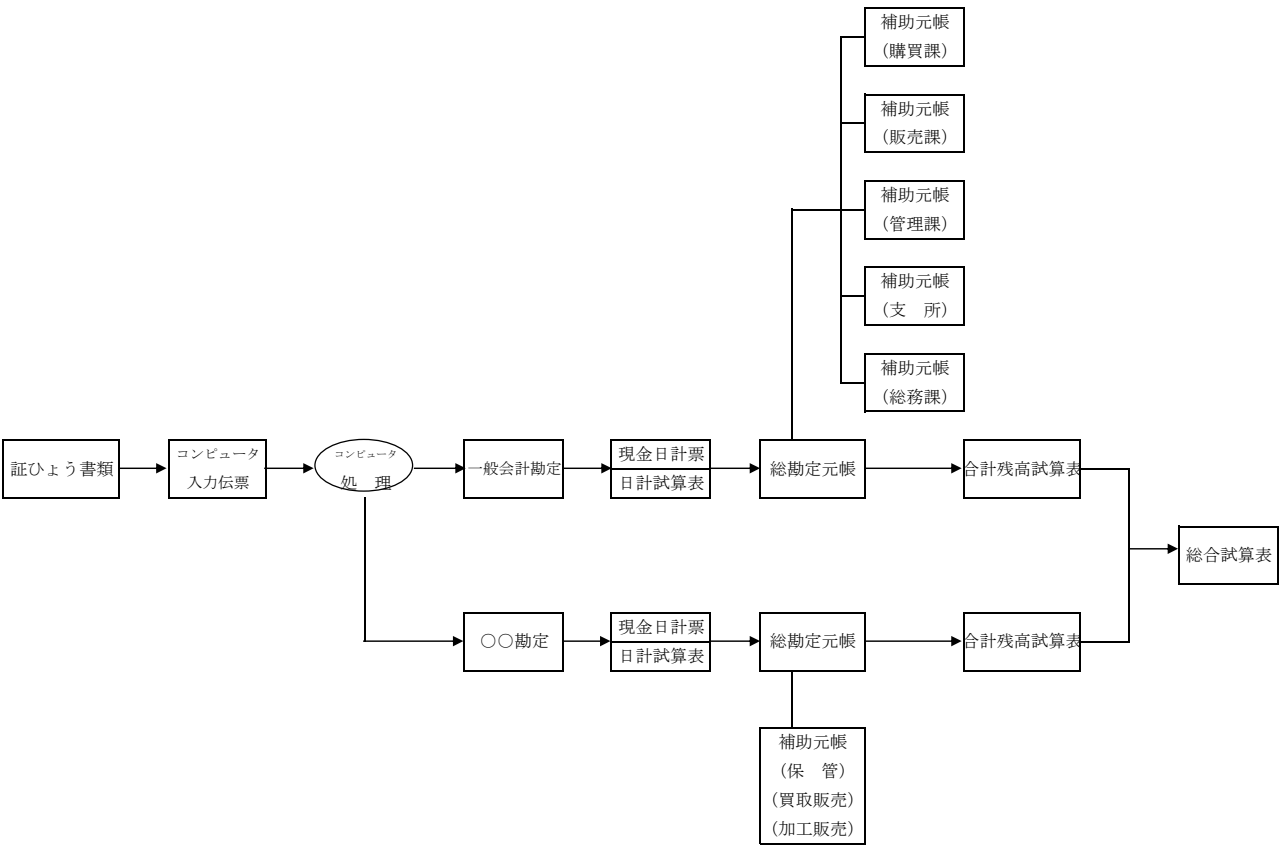 補助元帳
（購買課）
補助元帳
（販売課）
補助元帳
（管理課）
補助元帳
（支　所）
補助元帳
（総務課）
証ひょう書類
コンピュータ
入力伝票
コンピュータ
処　理
一般会計勘定
現金日計票
日計試算表
総勘定元帳
合計残高試算表
総合試算表
〇〇勘定
現金日計票
日計試算表
総勘定元帳
合計残高試算表
補助元帳
（保　管）
（買取販売）
（加工販売）